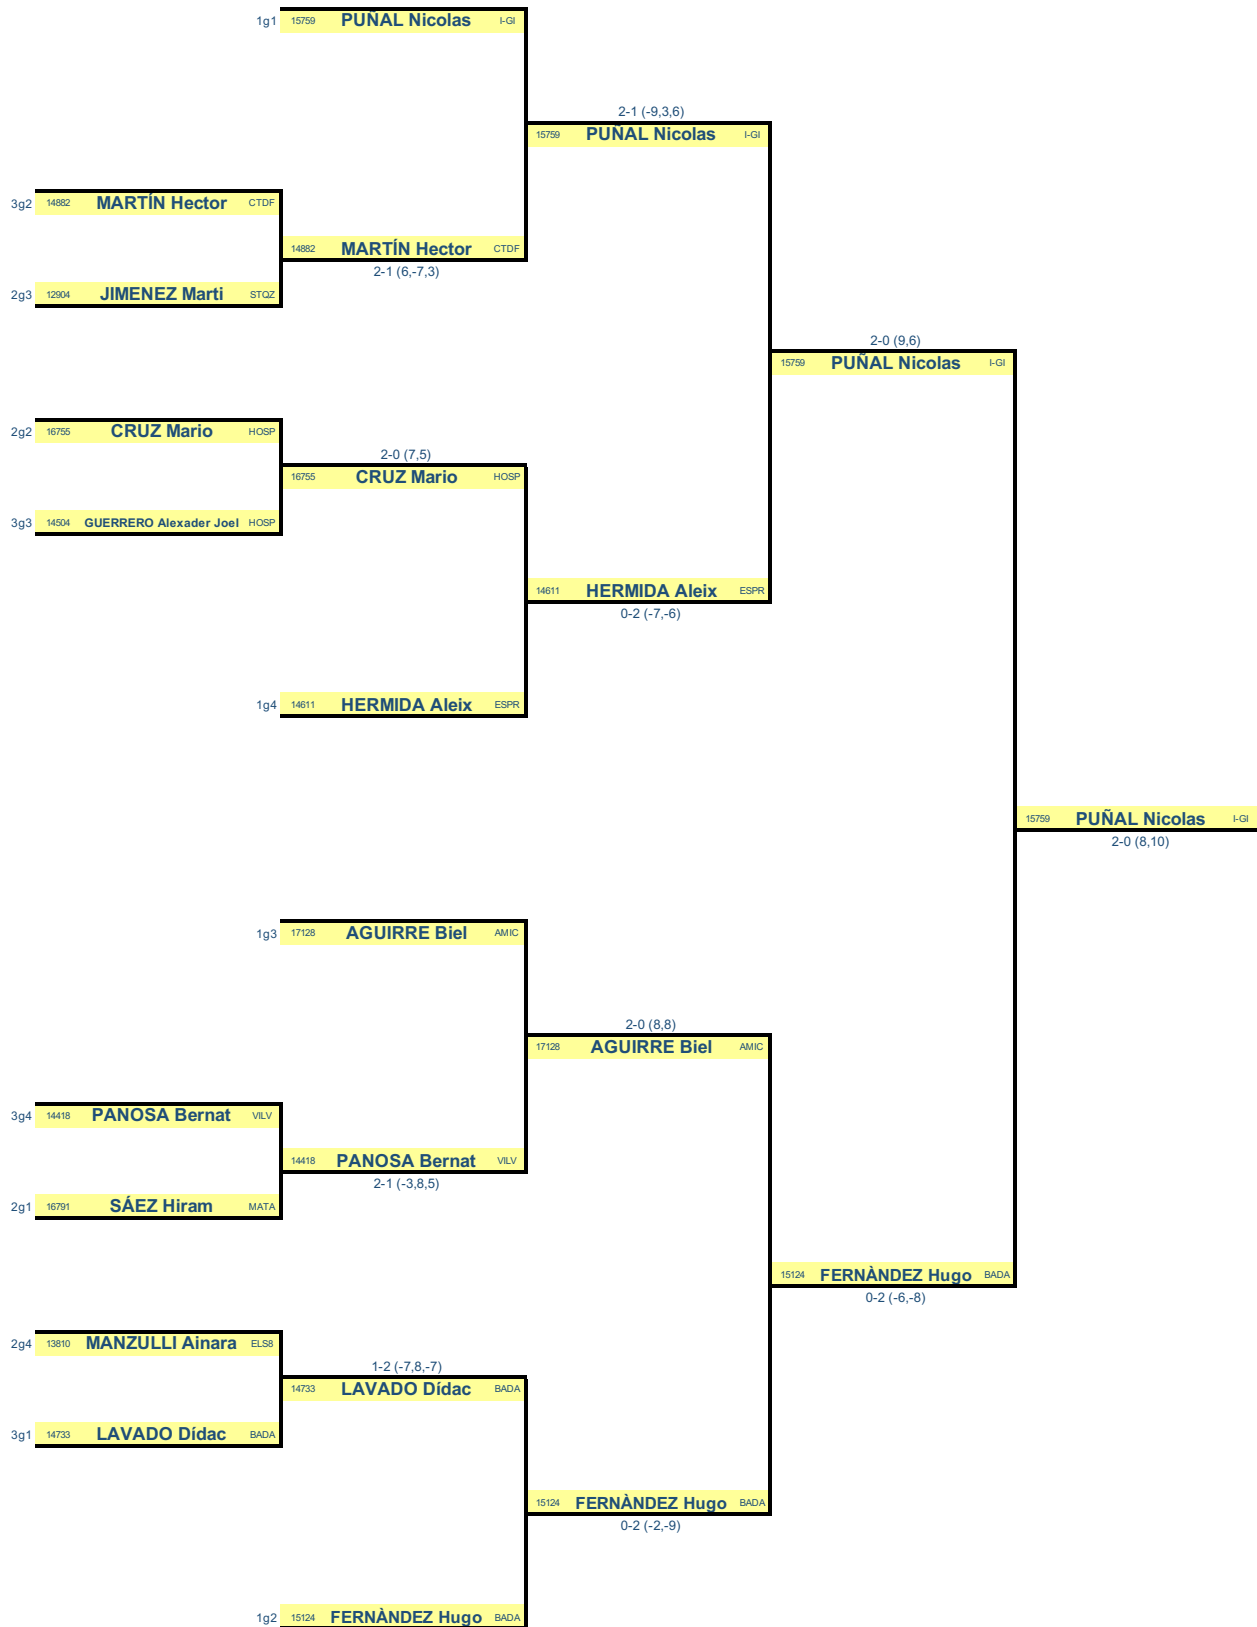 1g1 15759 PUÑAL Nicolas I-GI
2-1 (-9,3,6)
15759 PUÑAL Nicolas I-GI
3g2 14882 MARTÍN Hector CTDF
14882 MARTÍN Hector CTDF
2-1 (6,-7,3)
2g3 12904 JIMENEZ Marti STQZ
2-0 (9,6)
15759 PUÑAL Nicolas I-GI
2g2 16755 CRUZ Mario HOSP
2-0 (7,5)
16755 CRUZ Mario HOSP
3g3 14504 GUERRERO Alexader Joel HOSP
14611 HERMIDA Aleix ESPR
0-2 (-7,-6)
1g4 14611 HERMIDA Aleix ESPR
15759 PUÑAL Nicolas I-GI
2-0 (8,10)
1g3 17128 AGUIRRE Biel AMIC
2-0 (8,8)
17128 AGUIRRE Biel AMIC
3g4 14418 PANOSA Bernat VILV
14418 PANOSA Bernat VILV
2-1 (-3,8,5)
2g1 16791 SÁEZ Hiram MATA
15124 FERNÀNDEZ Hugo BADA
0-2 (-6,-8)
2g4 13810 MANZULLI Ainara ELS8
1-2 (-7,8,-7)
14733 LAVADO Dídac BADA
3g1 14733 LAVADO Dídac BADA
15124 FERNÀNDEZ Hugo BADA
0-2 (-2,-9)
1g2 15124 FERNÀNDEZ Hugo BADA